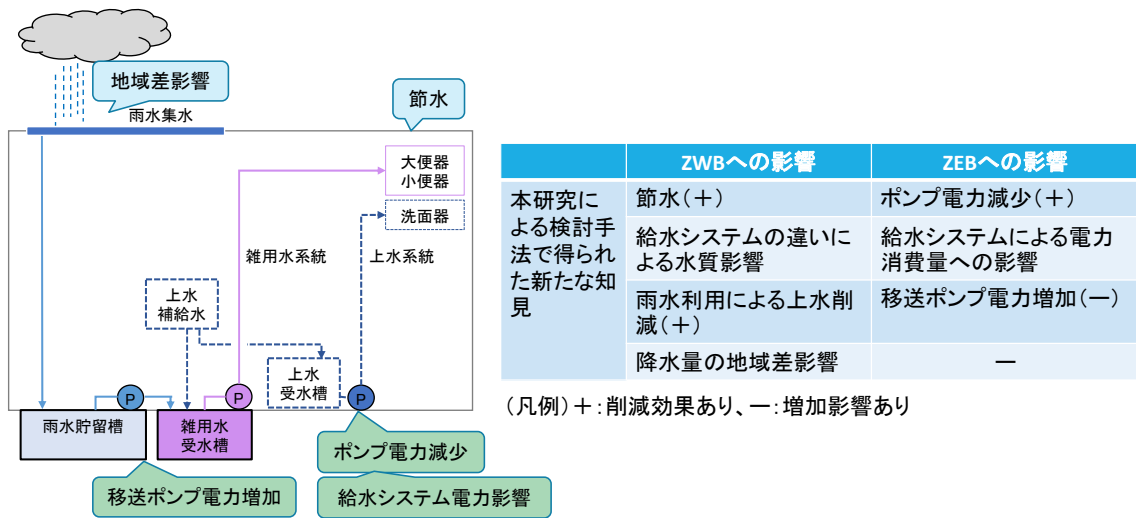 地域差影響
雨水集水
節水
大便器
小便器
洗面器
雑用水系統
上水系統
上水
補給水
上水
受水槽
P
P
P
雨水貯留槽
雑用水
受水槽
ポンプ電力減少
移送ポンプ電力増加
給水システム電力影響
ZWBへの影響
ZEBへの影響
本研究に
よる検討手
法で得られ
た新たな知
見
節水(+)
ポンプ電力減少(+)
給水システムの違いに
よる水質影響
給水システムによる電力
消費量への影響
雨水利用による上水削
減(+)
移送ポンプ電力増加(ー)
降水量の地域差影響
ー
(凡例)+:削減効果あり、ー:増加影響あり